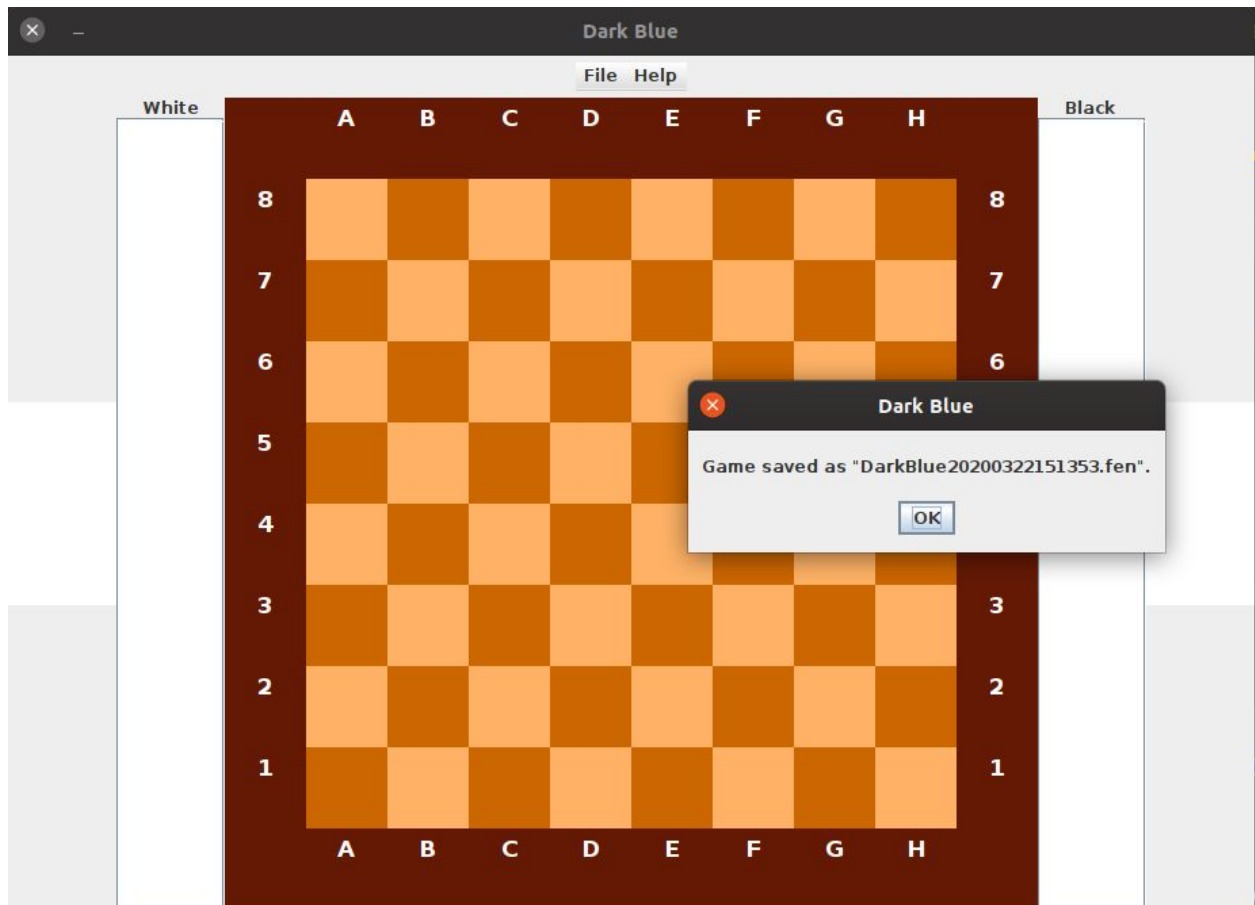 Dark Blue
File Help
White
Black
A B C D E F G H
8 8
7 7
6 6
Dark Blue
5
Game saved as "DarkBlue20200322151353.fen".
OK
4
3 3
2 2
1 1
A B C D E F G H